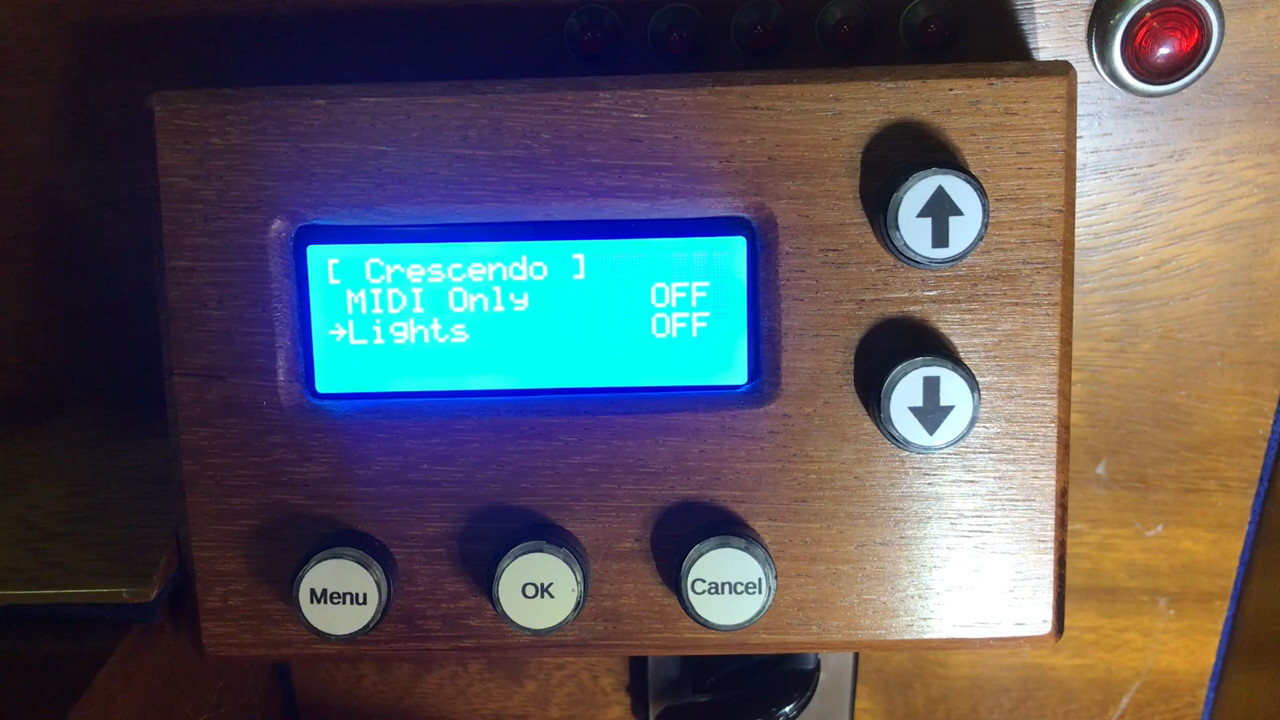 [ Crescendo ]
MIDI Only OFF
→Lights OFF
Menu
OK
Cancel